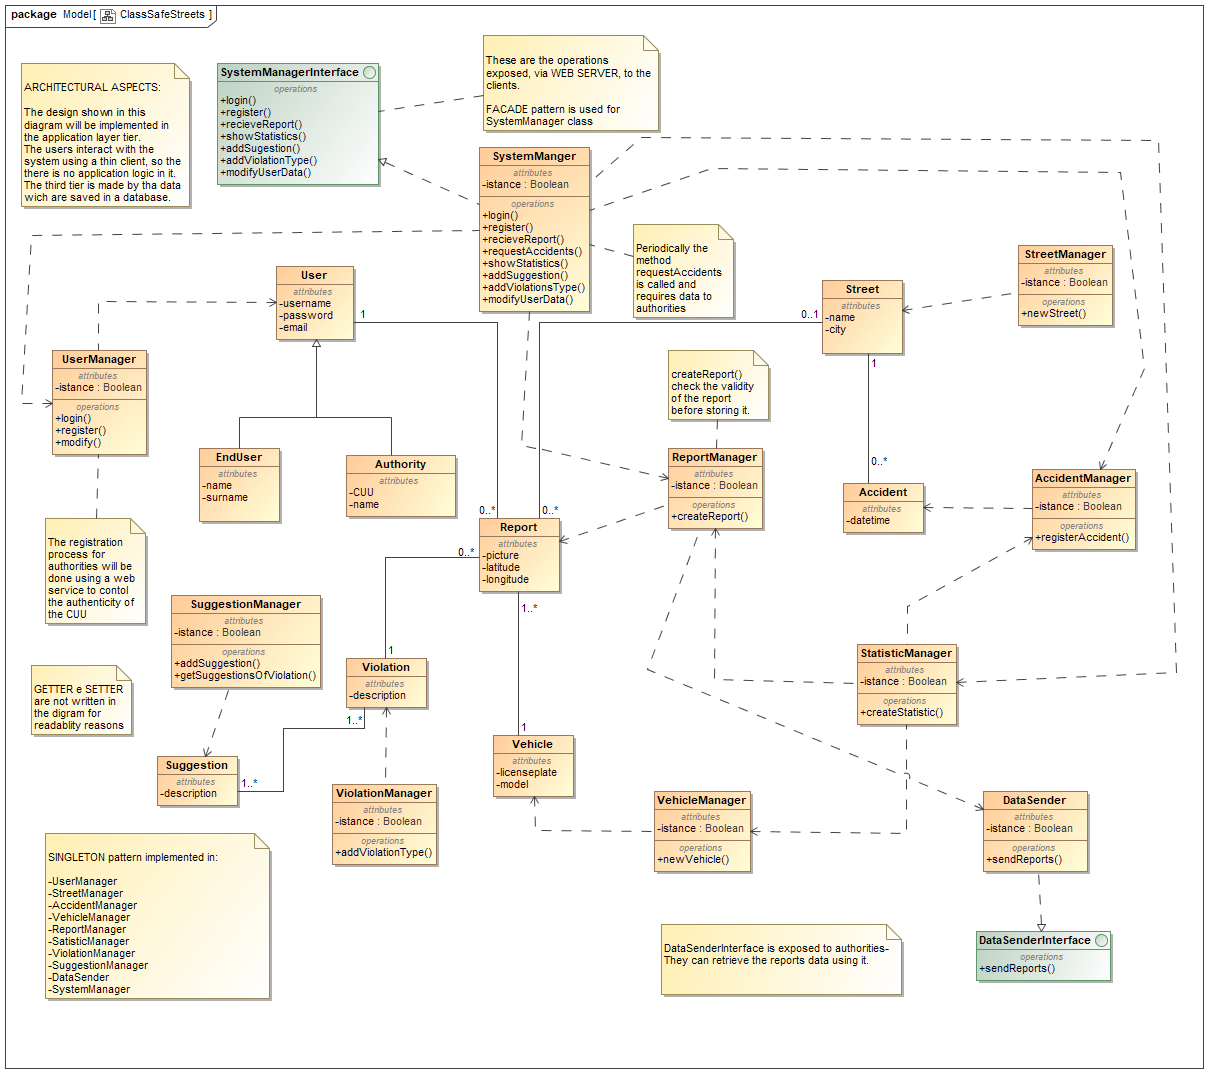 package Model[ ClassSafeStreets ]
ARCHITECTURAL ASPECTS:
The design shown in this
diagram will be implemented in
the application layer tier.
The users interact with the
system using a thin client, so the
there is no application logic in it.
The third tier is made by tha data
wich are saved in a database.
SystemManagerInterface
operations
+login()
+register()
+recieveReport()
+showStatistics()
+addSugestion()
+addViolationType()
+modifyUserData()
These are the operations
exposed, via WEB SERVER, to the
clients.
FACADE pattern is used for
SystemManager class
SystemManger
attributes
-istance : Boolean
operations
+login()
+register()
+recieveReport()
+requestAccidents()
+showStatistics()
+addSuggestion()
+addViolationsType()
+modifyUserData()
Periodically the
method
requestAccidents
is called and
requires data to
authorities
StreetManager
attributes
-istance : Boolean
operations
+newStreet()
User
attributes
-username
-password
-email
1
0..1
Street
attributes
-name
-city
1
UserManager
attributes
-istance : Boolean
operations
+login()
+register()
+modify()
createReport()
check the validity
of the report
before storing it.
EndUser
attributes
-name
-surname
Authority
attributes
-CUU
-name
ReportManager
attributes
-istance : Boolean
operations
+createReport()
0..*
Accident
attributes
-datetime
AccidentManager
attributes
-istance : Boolean
operations
+registerAccident()
0..*
0..*
Report
attributes
-picture
-latitude
-longitude
0..*
1..*
The registration
process for
authorities will be
done using a web
service to contol
the authenticity of
the CUU
SuggestionManager
attributes
-istance : Boolean
operations
+addSuggestion()
+getSuggestionsOfViolation()
1
Violation
attributes
-description
1..*
StatisticManager
attributes
-istance : Boolean
operations
+createStatistic()
GETTER e SETTER
are not written in
the digram for
readablity reasons
Suggestion
attributes
-description
1..*
1
Vehicle
attributes
-licenseplate
-model
ViolationManager
attributes
-istance : Boolean
operations
+addViolationType()
VehicleManager
attributes
-istance : Boolean
operations
+newVehicle()
DataSender
attributes
-istance : Boolean
operations
+sendReports()
SINGLETON pattern implemented in:
-UserManager
-StreetManager
-AccidentManager
-VehicleManager
-ReportManager
-SatisticManager
-ViolationManager
-SuggestionManager
-DataSender
-SystemManager
DataSenderInterface is exposed to authorities-
They can retrieve the reports data using it.
DataSenderInterface
operations
+sendReports()